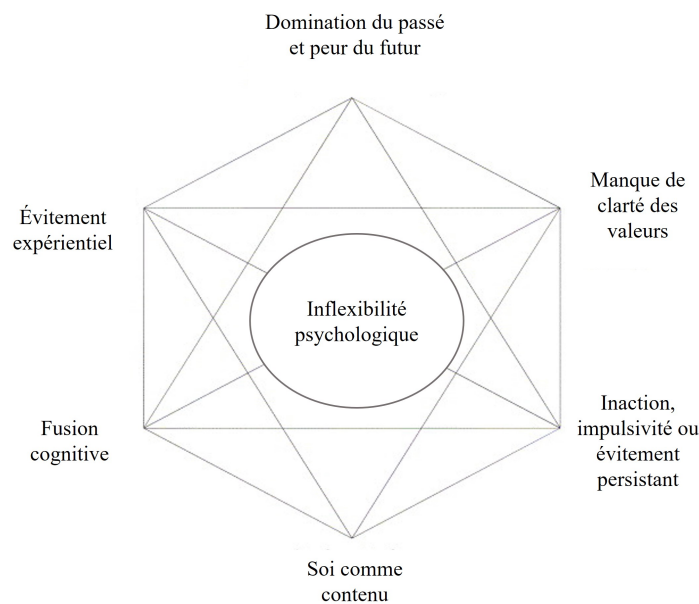 Domination du passé
et peur du futur
Manque de
clarté des
valeurs
Évitement
expérientiel
Inflexibilité
psychologique
Fusion
cognitive
Inaction,
impulsivité ou
évitement
persistant
Soi comme
contenu